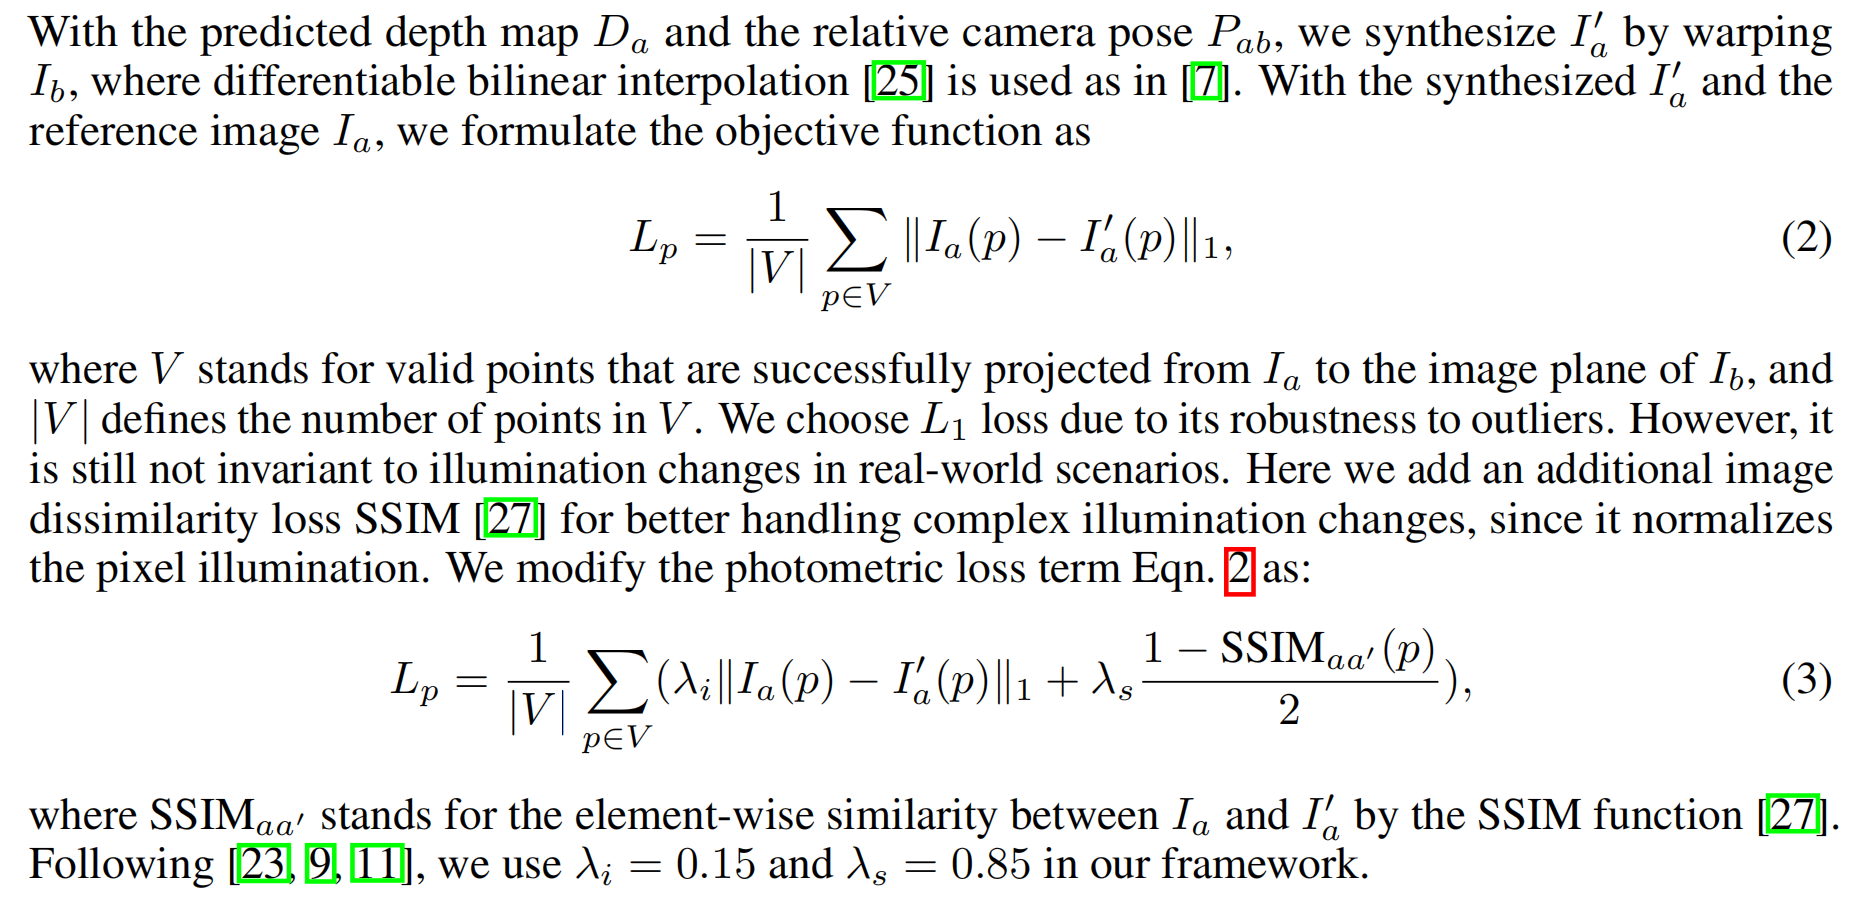 With the predicted depth map D_a and the relative camera pose P_{ab}, we synthesize I'_a by warping
I_b, where differentiable bilinear interpolation [25] is used as in [7]. With the synthesized I'_a and the
reference image I_a, we formulate the objective function as
L_p = \frac{1}{|V|} \sum_{p \in V} \|I_a(p) - I'_a(p)\|_1, (2)
where V stands for valid points that are successfully projected from I_a to the image plane of I_b, and
|V| defines the number of points in V. We choose L_1 loss due to its robustness to outliers. However, it
is still not invariant to illumination changes in real-world scenarios. Here we add an additional image
dissimilarity loss SSIM [27] for better handling complex illumination changes, since it normalizes
the pixel illumination. We modify the photometric loss term Eqn. 2 as:
L_p = \frac{1}{|V|} \sum_{p \in V} (\lambda_i \|I_a(p) - I'_a(p)\|_1 + \lambda_s \frac{1 - SSIM_{aa'}(p)}{2}), (3)
where SSIM_{aa'} stands for the element-wise similarity between I_a and I'_a by the SSIM function [27].
Following [23, 9, 11], we use \lambda_i = 0.15 and \lambda_s = 0.85 in our framework.